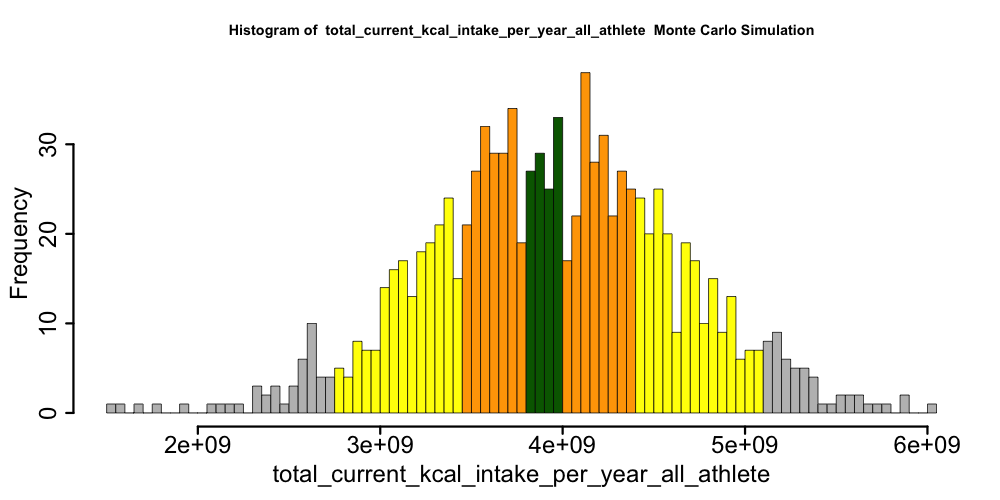 Histogram of  total_current_kcal_intake_per_year_all_athlete  Monte Carlo Simulation
Frequency
30
20
10
0
2e+09 3e+09 4e+09 5e+09 6e+09
total_current_kcal_intake_per_year_all_athlete